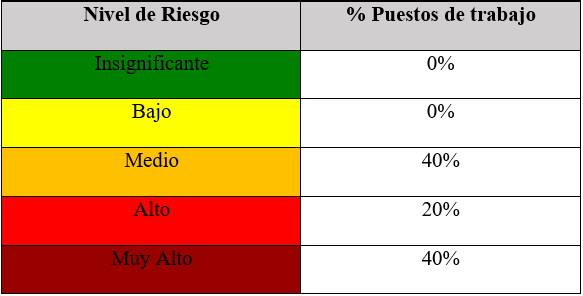 Nivel de Riesgo % Puestos de trabajo
Insignificante 0%
Bajo 0%
Medio 40%
Alto 20%
Muy Alto 40%